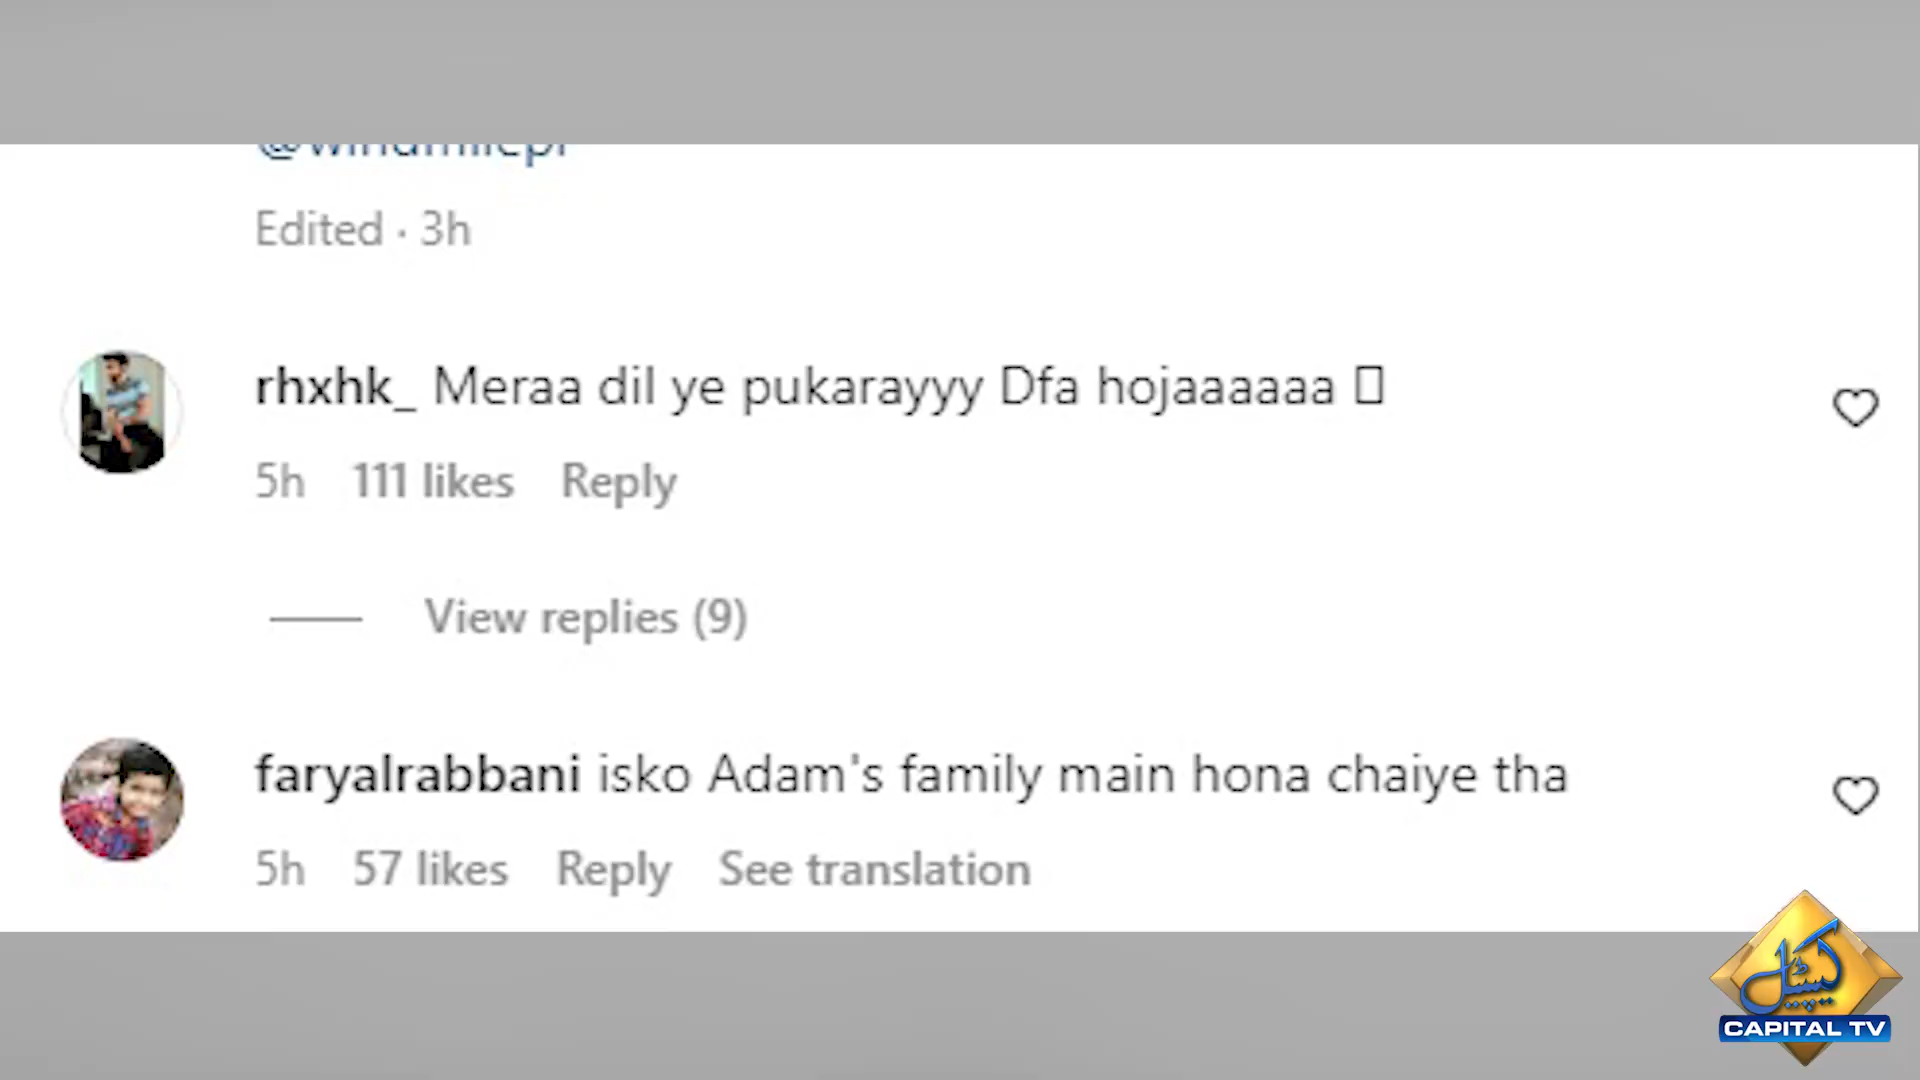 Edited · 3h
rhxhk_ Meraa dil ye pukarayyy Dfa hojaaaaaa
5h 111 likes Reply
View replies (9)
faryalrabbani isko Adam's family main hona chaiye tha
5h 57 likes Reply See translation
کیپیٹل
CAPITAL TV